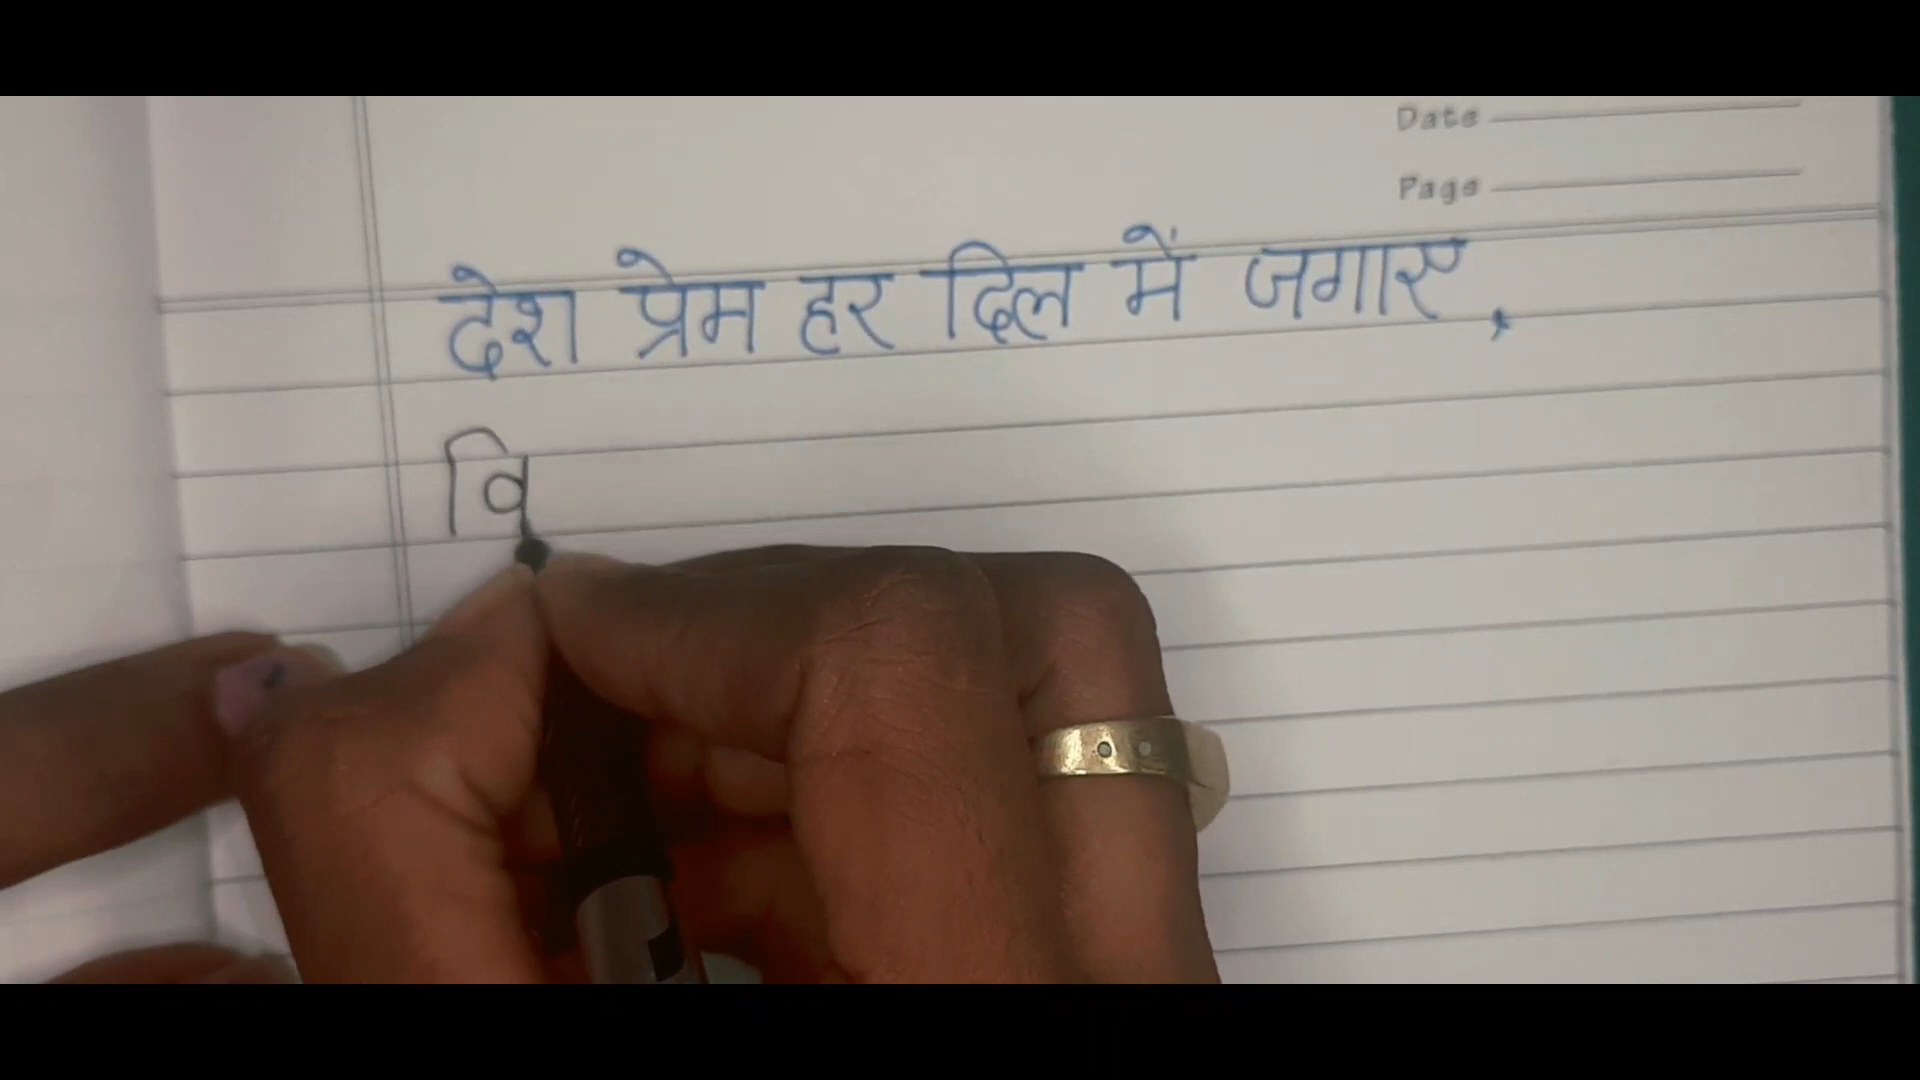 Date
Page
देश प्रेम हर दिल में जगाए,
वि